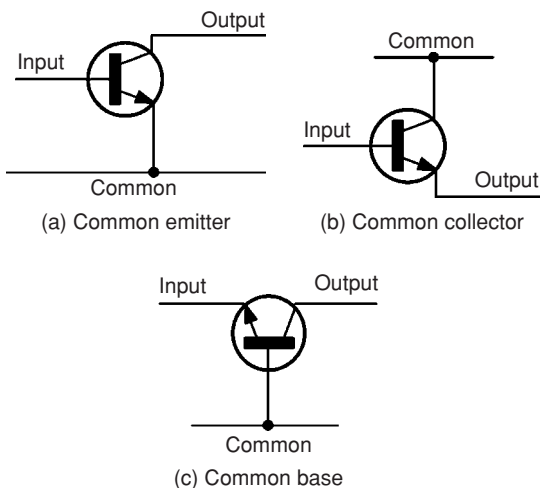 Output
Input
Common
(a) Common emitter
Common
Input
Output
(b) Common collector
Input
Output
Common
(c) Common base